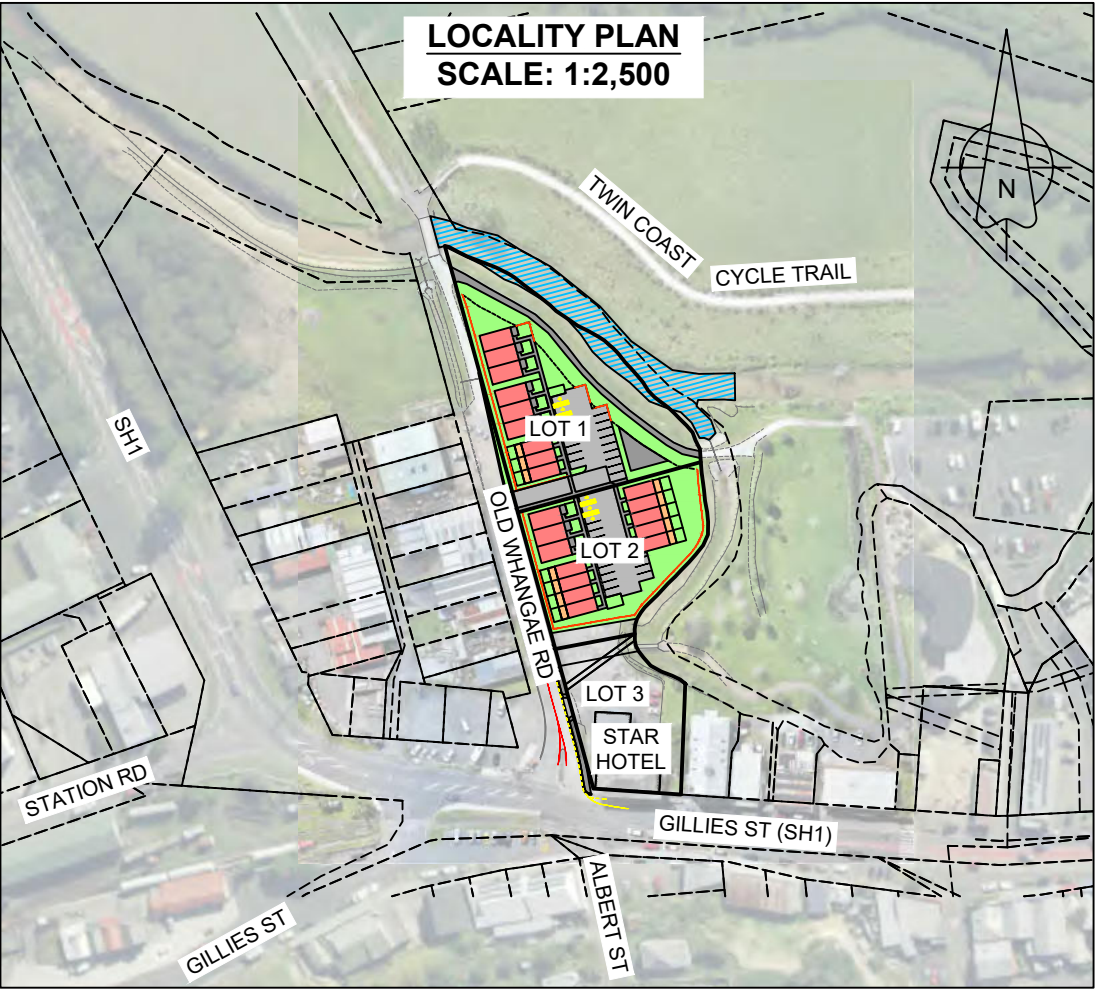 LOCALITY PLAN
SCALE: 1:2,500
N
TWIN COAST
CYCLE TRAIL
SH1
LOT 1
OLD WHANGAE RD
LOT 2
LOT 3
STAR
HOTEL
STATION RD
GILLIES ST (SH1)
ALBERT ST
GILLIES ST